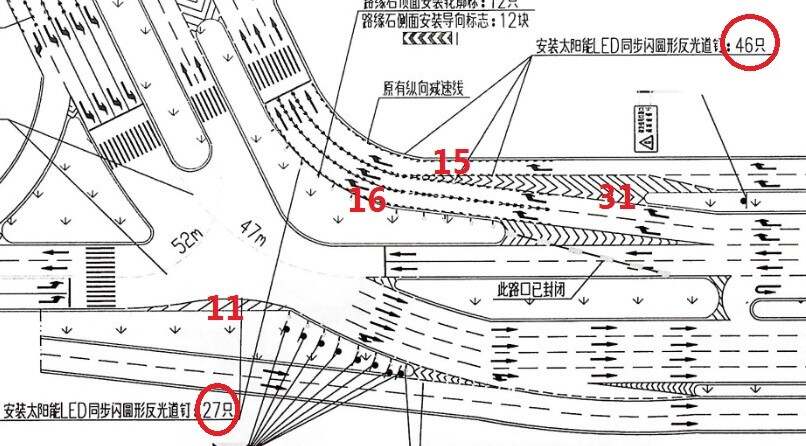 路缘石顶面安装轮廓标:12只
路缘石侧面安装导向标志:12块
安装太阳能LED同步闪圆形反光道钉:46只
原有纵向减速线
15
31
16
52m
47m
此路口已封闭
11
安装太阳能LED同步闪圆形反光道钉:27只